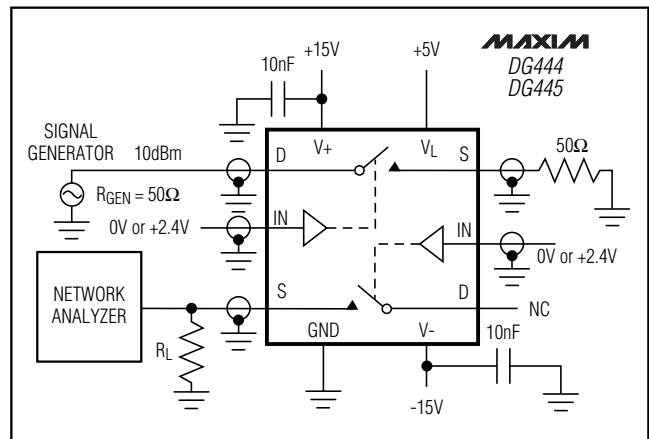 MAXIM
DG444
DG445
+15V
+5V
10nF
SIGNAL
GENERATOR
10dBm
D
V+
VL
S
50Ω
RGEN = 50Ω
0V or +2.4V
IN
IN
0V or +2.4V
NETWORK
ANALYZER
S
D
NC
RL
GND
V-
10nF
-15V